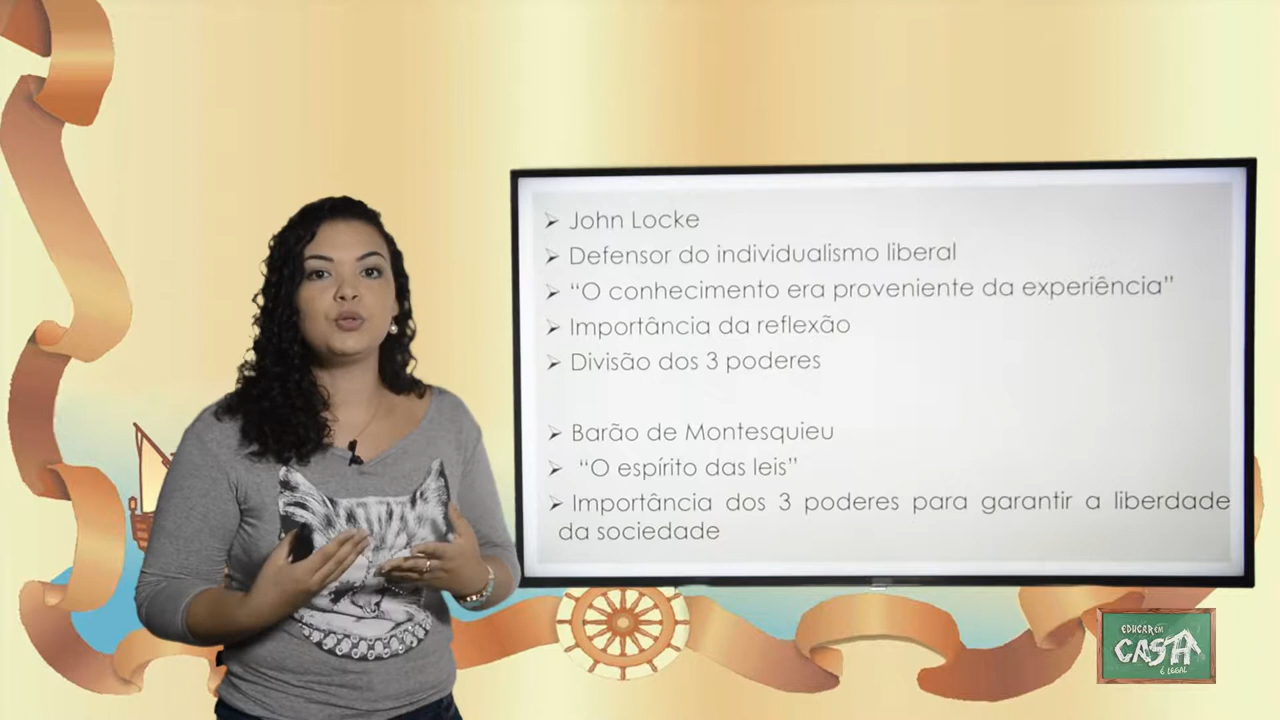 ➢ John Locke
➢ Defensor do individualismo liberal
➢ “O conhecimento era proveniente da experiência”
➢ Importância da reflexão
➢ Divisão dos 3 poderes
➢ Barão de Montesquieu
➢ “O espírito das leis”
➢ Importância dos 3 poderes para garantir a liberdade
da sociedade
EDUCAR EM
CASA
É LEGAL